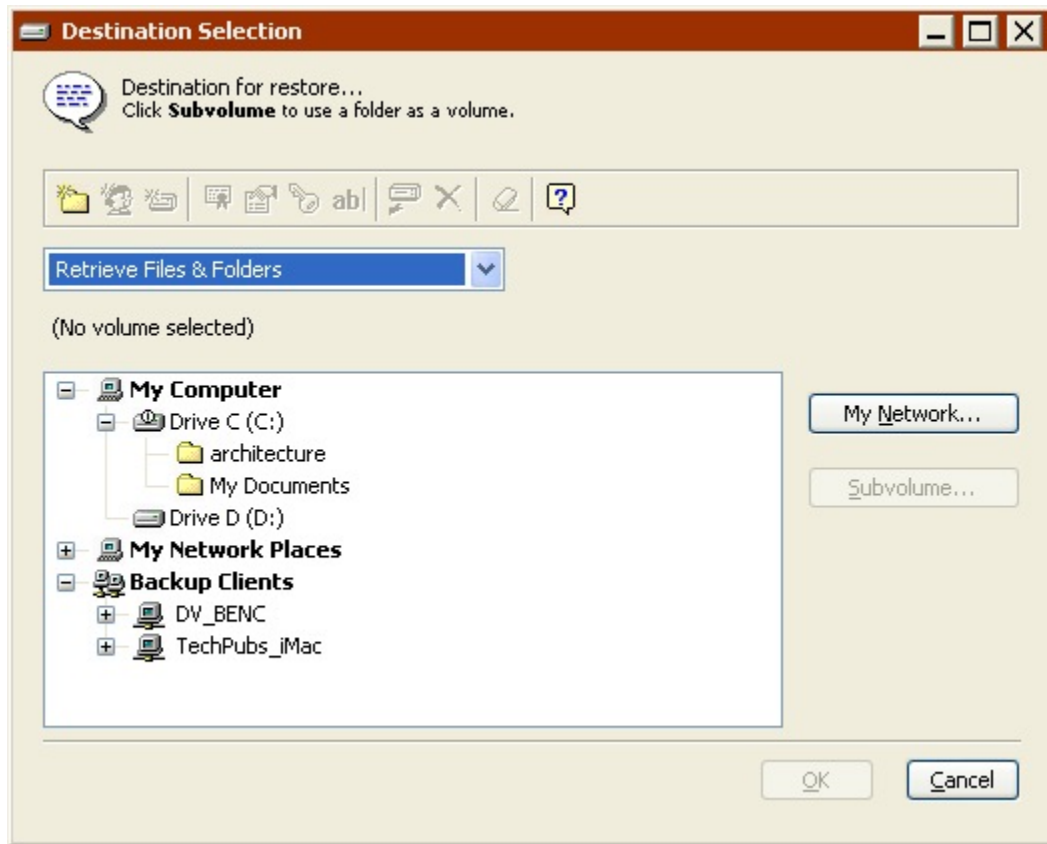 Destination Selection
Destination for restore...
Click Subvolume to use a folder as a volume.
ab|
Retrieve Files & Folders
(No volume selected)
My Computer
Drive C (C:)
architecture
My Documents
Drive D (D:)
My Network Places
Backup Clients
DV_BENC
TechPubs_iMac
My Network...
Subvolume...
OK
Cancel